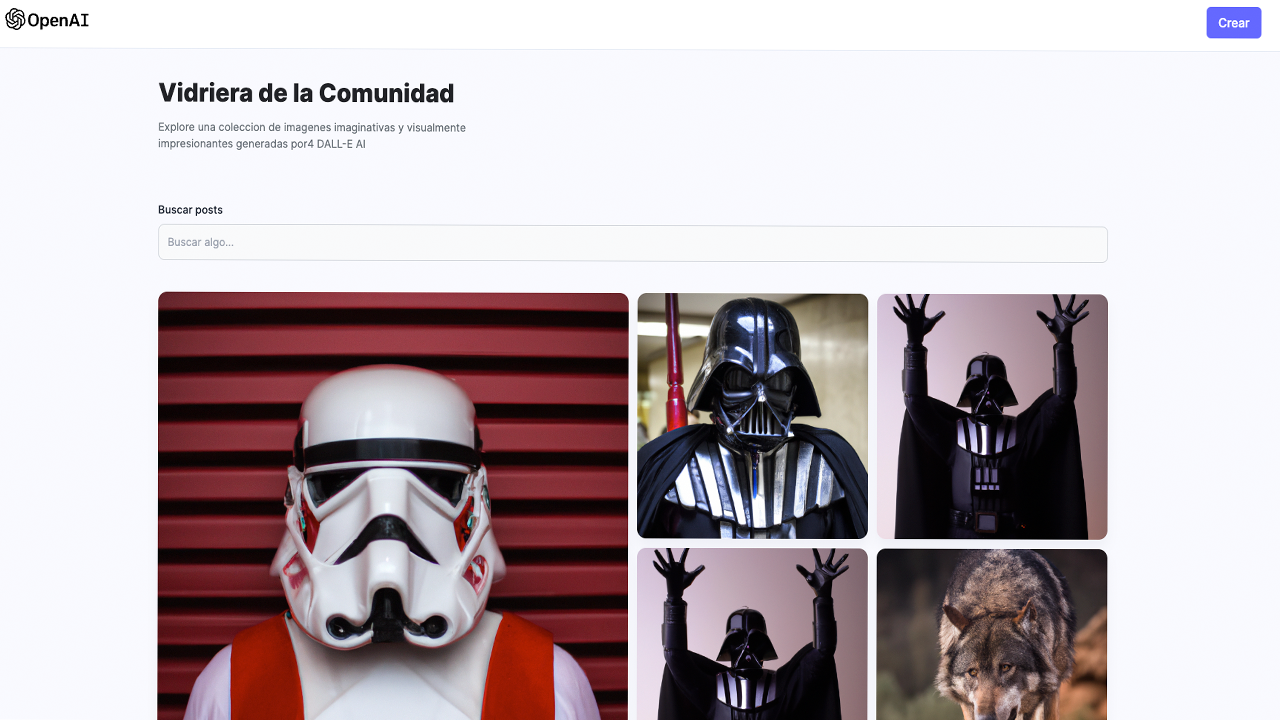 OpenAI
Crear
Vidriera de la Comunidad
Explore una coleccion de imagenes imaginativas y visualmente
impresionantes generadas por4 DALL-E AI
Buscar posts
Buscar algo...